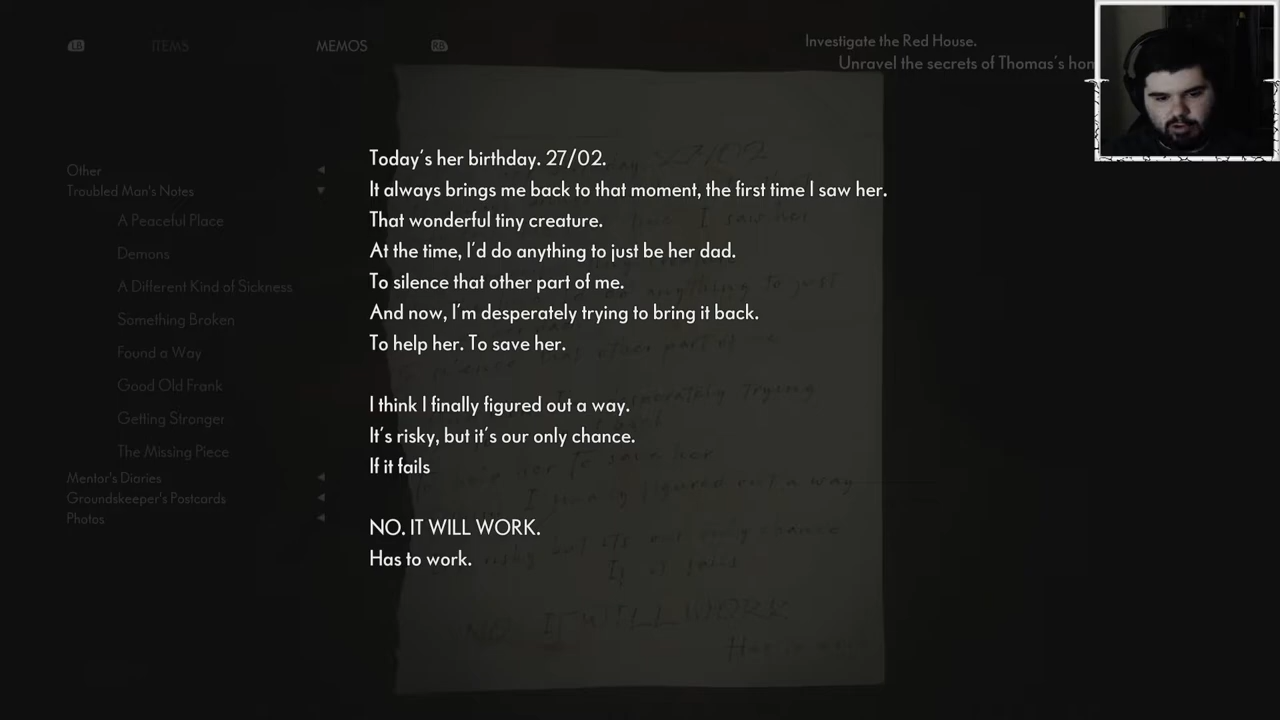 LB
ITEMS
MEMOS
RB
Investigate the Red House.
Unravel the secrets of Thomas's hom
Other
Troubled Man's Notes
A Peaceful Place
Demons
A Different Kind of Sickness
Something Broken
Found a Way
Good Old Frank
Getting Stronger
The Missing Piece
Mentor's Diaries
Groundskeeper's Postcards
Photos
Today's her birthday. 27/02.
It always brings me back to that moment, the first time I saw her.
That wonderful tiny creature.
At the time, I'd do anything to just be her dad.
To silence that other part of me.
And now, I'm desperately trying to bring it back.
To help her. To save her.
I think I finally figured out a way.
It's risky, but it's our only chance.
If it fails
NO. IT WILL WORK.
Has to work.